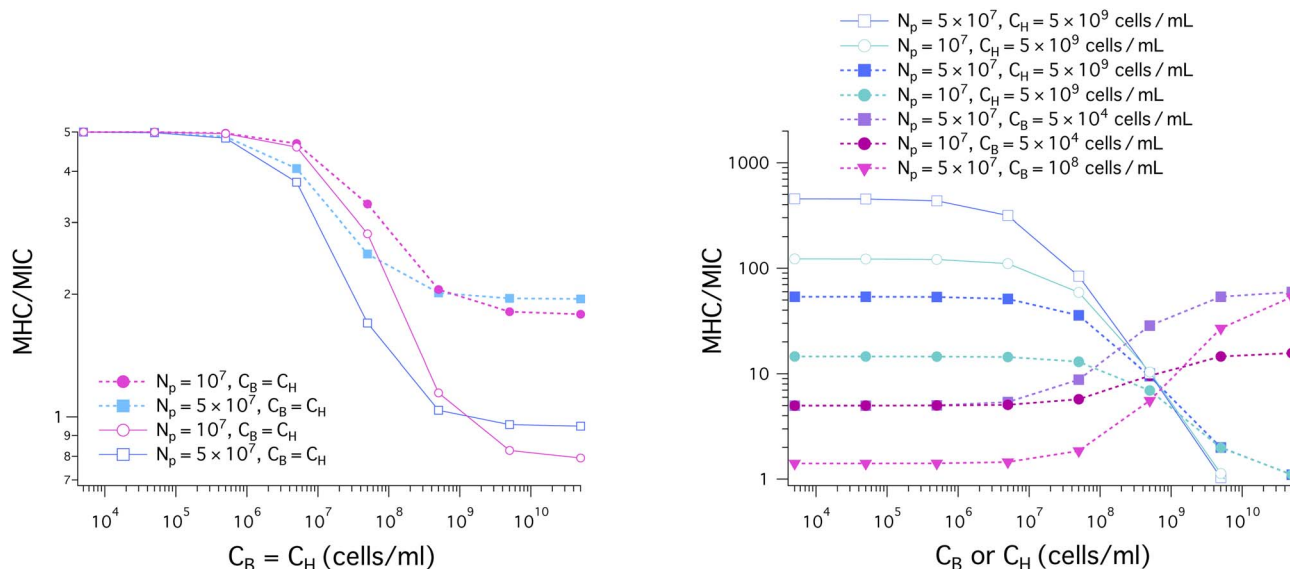 5
4
3
2
1
9
8
7
MHC/MIC
N_p = 10^7, C_B = C_H
N_p = 5 × 10^7, C_B = C_H
N_p = 10^7, C_B = C_H
N_p = 5 × 10^7, C_B = C_H
10^4 10^5 10^6 10^7 10^8 10^9 10^10
C_B = C_H (cells/ml)
N_p = 5 × 10^7, C_H = 5 × 10^9 cells / mL
N_p = 10^7, C_H = 5 × 10^9 cells / mL
N_p = 5 × 10^7, C_H = 5 × 10^9 cells / mL
N_p = 10^7, C_H = 5 × 10^9 cells / mL
N_p = 5 × 10^7, C_B = 5 × 10^4 cells / mL
N_p = 10^7, C_B = 5 × 10^4 cells / mL
N_p = 5 × 10^7, C_B = 10^8 cells / mL
1000
100
10
1
MHC/MIC
10^4 10^5 10^6 10^7 10^8 10^9 10^10
C_B or C_H (cells/ml)